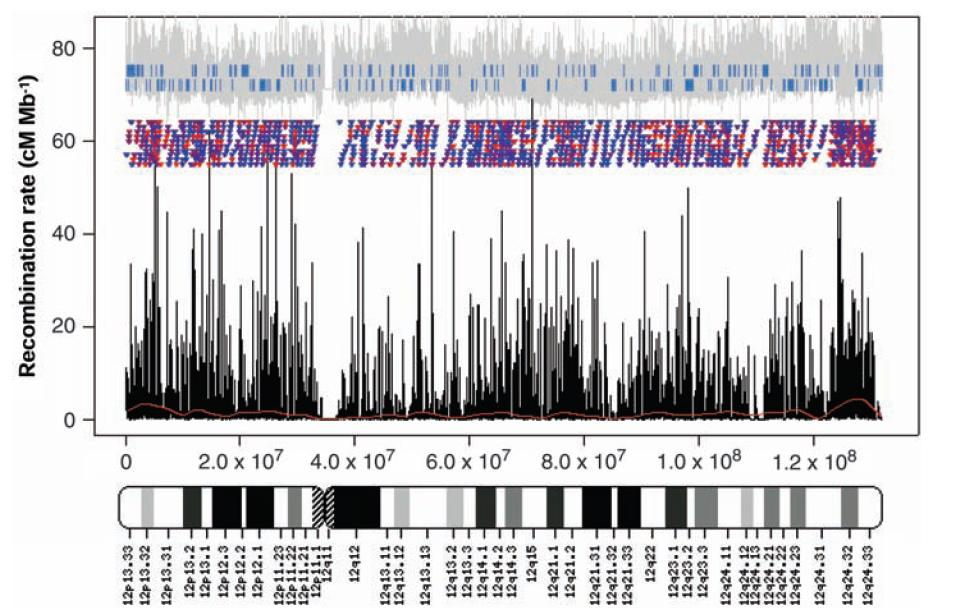 Recombination rate (cM Mb-1)
80
60
40
20
0
0 2.0 x 10⁷ 4.0 x 10⁷ 6.0 x 10⁷ 8.0 x 10⁷ 1.0 x 10⁸ 1.2 x 10⁸
12p13.33
12p13.32
12p13.31
12p13.2
12p13.1
12p12.3
12p12.2
12p12.1
12p11.23
12p11.22
12p11.21
12p11.1
12q11
12q12
12q13.11
12q13.12
12q13.13
12q13.2
12q13.3
12q14.1
12q14.2
12q14.3
12q15
12q21.1
12q21.2
12q21.31
12q21.32
12q21.33
12q22
12q23.1
12q23.2
12q23.3
12q24.11
12q24.12
12q24.13
12q24.21
12q24.22
12q24.23
12q24.31
12q24.32
12q24.33